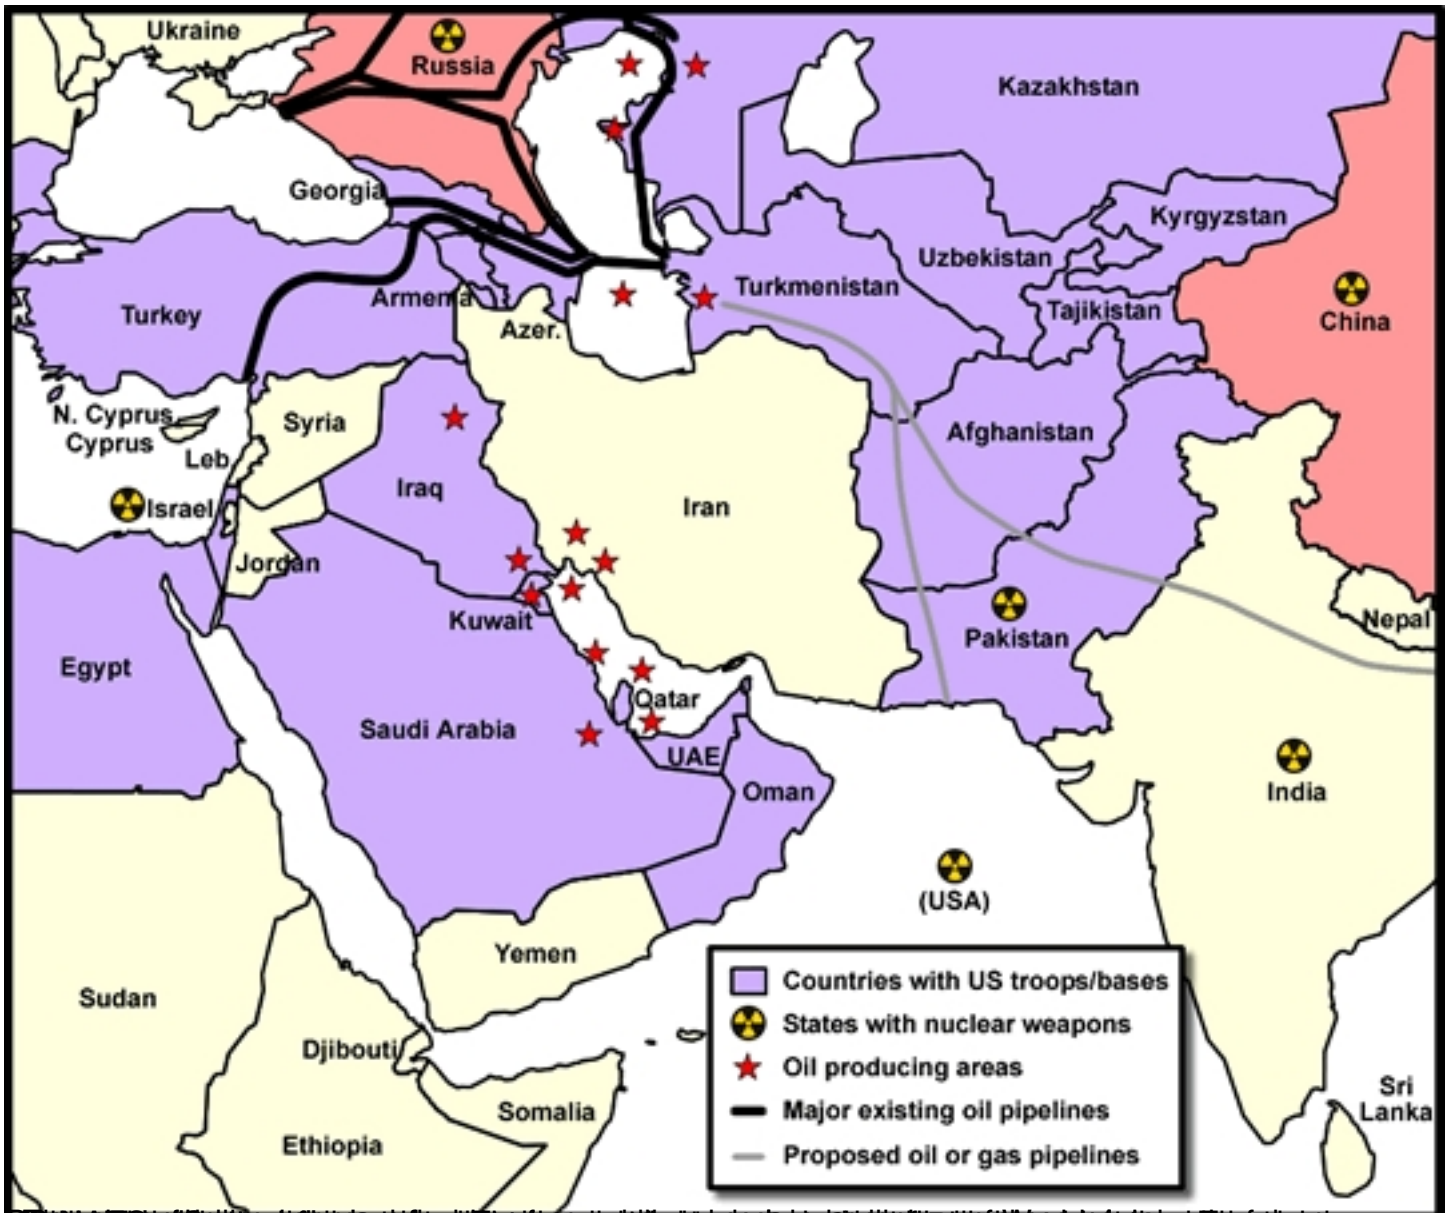 Ukraine
Russia
Kazakhstan
Georgia
Kyrgyzstan
Uzbekistan
Turkmenistan
Armenia
Tajikistan
Turkey
China
Azer.
N. Cyprus
Cyprus
Syria
Afghanistan
Leb.
Iraq
Israel
Iran
Jordan
Kuwait
Pakistan
Nepal
Egypt
Qatar
Saudi Arabia
UAE
Oman
India
(USA)
Yemen
Sudan
Djibouti
Somalia
Ethiopia
Sri
Lanka
Countries with US troops/bases
States with nuclear weapons
Oil producing areas
Major existing oil pipelines
Proposed oil or gas pipelines